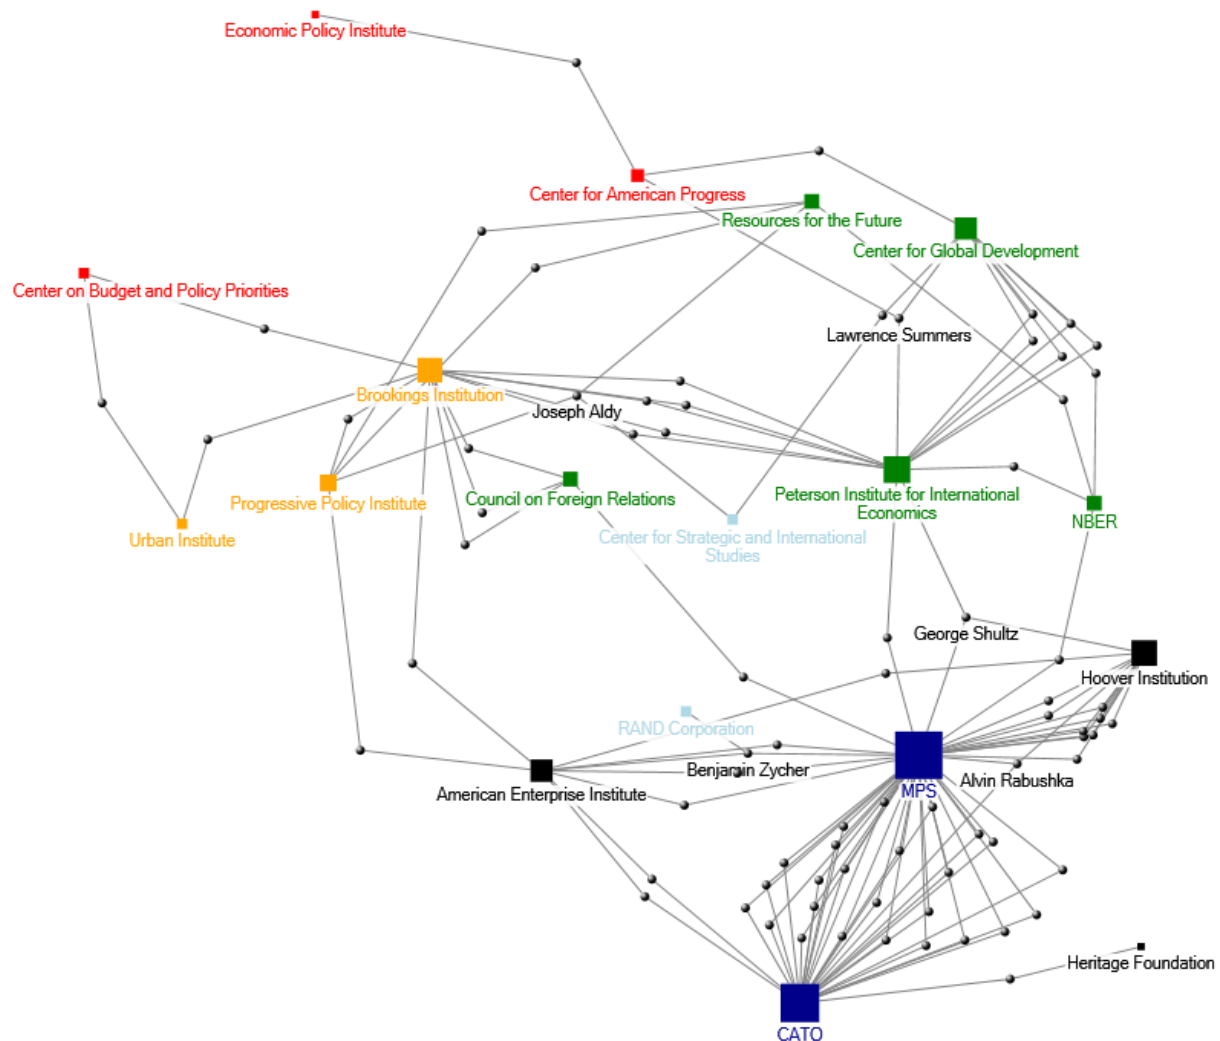 Economic Policy Institute
Center for American Progress
Resources for the Future
Center for Global Development
Center on Budget and Policy Priorities
Lawrence Summers
Brookings Institution
Joseph Aldy
Progressive Policy Institute
Council on Foreign Relations
Peterson Institute for International
Economics
NBER
Urban Institute
Center for Strategic and International
Studies
George Shultz
Hoover Institution
RAND Corporation
Benjamin Zycher
Alvin Rabushka
MPS
American Enterprise Institute
Heritage Foundation
CATO